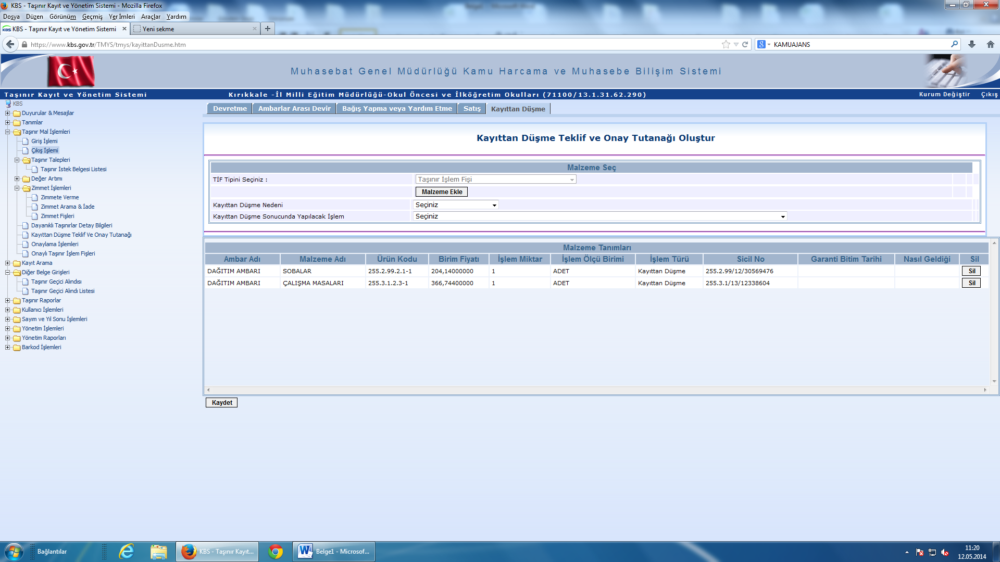 KBS - Taşınır Kayıt ve Yönetim Sistemi - Mozilla Firefox
Dosya Düzen Görünüm Geçmiş Yer İmleri Araçlar Yardım
KBS - Taşınır Kayıt ve Yönetim Sistemi
Yeni sekme
https://www.kbs.gov.tr/TMYS/tmys/kayittanDusme.htm
KAMUAJANS
Muhasebat Genel Müdürlüğü Kamu Harcama ve Muhasebe Bilişim Sistemi
Taşınır Kayıt ve Yönetim Sistemi
Kırıkkale -İl Milli Eğitim Müdürlüğü-Okul Öncesi ve İlköğretim Okulları (71100/13.1.31.62.290)
Kurum Değiştir Çıkış
KBS
Duyurular & Mesajlar
Tanımlar
Taşınır Mal İşlemleri
Giriş İşlemi
Çıkış İşlemi
Taşınır Talepleri
Taşınır İstek Belgesi Listesi
Değer Artımı
Zimmet İşlemleri
Zimmete Verme
Zimmet Arama & İade
Zimmet Fişleri
Dayanıklı Taşınırlar Detay Bilgileri
Kayıttan Düşme Teklif Ve Onay Tutanağı
Onaylama İşlemleri
Onaylı Taşınır İşlem Fişleri
Kayıt Arama
Diğer Belge Girişleri
Taşınır Geçici Alındısı
Taşınır Geçici Alındı Listesi
Taşınır Raporlar
Kullanıcı İşlemleri
Sayım ve Yıl Sonu İşlemleri
Yönetim İşlemleri
Yönetim Raporları
Barkod İşlemleri
Devretme Ambarlar Arası Devir Bağış Yapma veya Yardım Etme Satış Kayıttan Düşme
Kayıttan Düşme Teklif ve Onay Tutanağı Oluştur
Malzeme Seç
TİF Tipini Seçiniz : Taşınır İşlem Fişi
Malzeme Ekle
Kayıttan Düşme Nedeni Seçiniz
Kayıttan Düşme Sonucunda Yapılacak İşlem Seçiniz
Malzeme Tanımları
Ambar Adı Malzeme Adı Ürün Kodu Birim Fiyatı İşlem Miktar İşlem Ölçü Birimi İşlem Türü Sicil No Garanti Bitim Tarihi Nasıl Geldiği Sil
DAĞITIM AMBARI SOBALAR 255.2.99.2.1-1 204,14000000 1 ADET Kayıttan Düşme 255.2.99/12/30569476 Sil
DAĞITIM AMBARI ÇALIŞMA MASALARI 255.3.1.2.3-1 366,74400000 1 ADET Kayıttan Düşme 255.3.1/13/12338604 Sil
Kaydet
Bağlantılar
KBS - Taşınır Kayıt...
Belge1 - Microsof...
11:20
12.05.2014